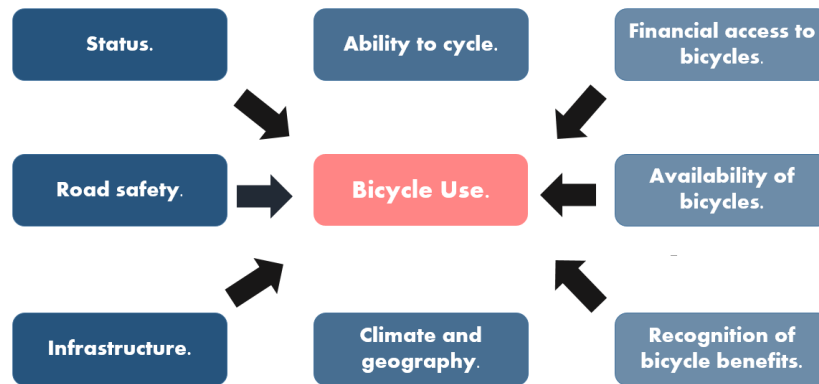 Status.
Ability to cycle.
Financial access to
bicycles.
Road safety.
Bicycle Use.
Availability of
bicycles.
Infrastructure.
Climate and
geography.
Recognition of
bicycle benefits.